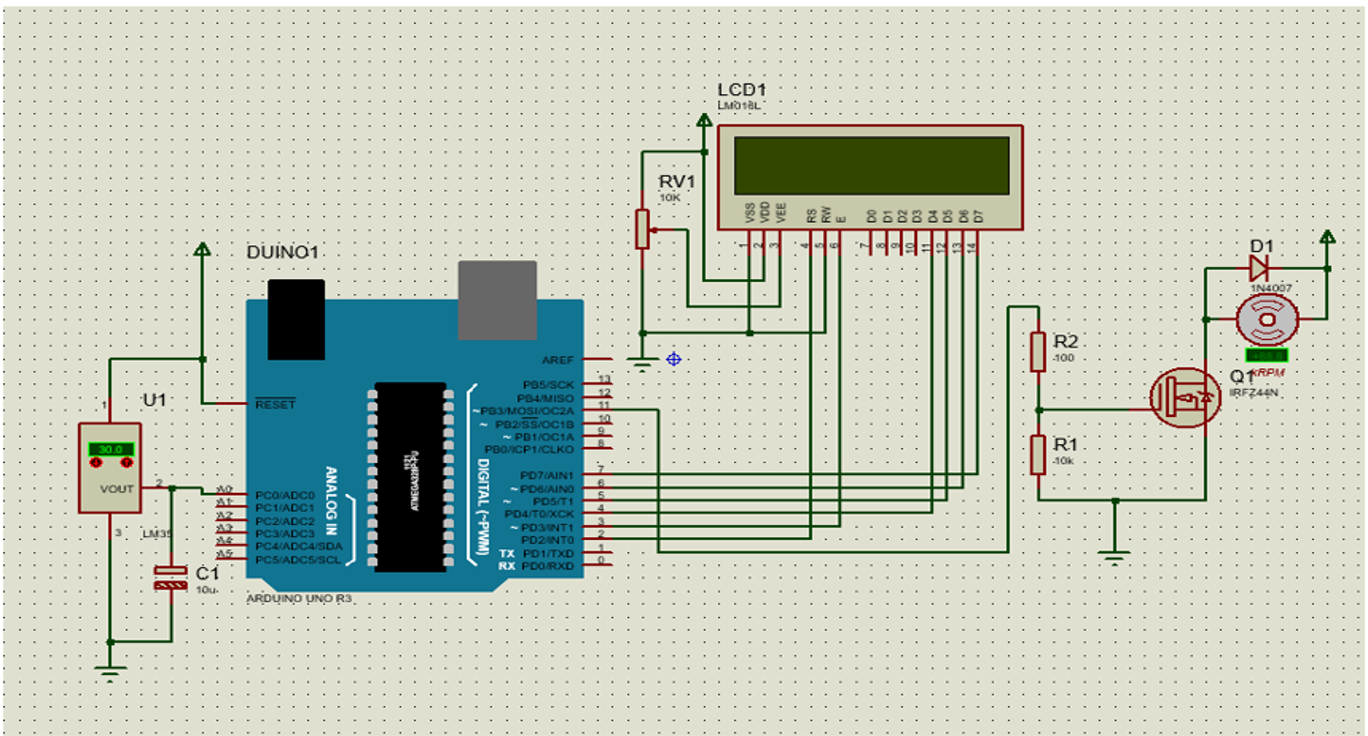 LCD1
LM016L
RV1
10K
VSS
VDD
VEE
RS
RW
E
D0
D1
D2
D3
D4
D5
D6
D7
1
2
3
4
5
6
7
8
9
10
11
12
13
14
DUINO1
AREF
RESET
PB5/SCK
13
PB4/MISO
12
~PB3/MOSI/OC2A
11
~ PB2/SS/OC1B
10
~ PB1/OC1A
9
PB0/ICP1/CLKO
8
PD7/AIN1
7
~ PD6/AIN0
6
~ PD5/T1
5
PD4/T0/XCK
4
~ PD3/INT1
3
PD2/INT0
2
TX PD1/TXD
1
RX PD0/RXD
0
DIGITAL (~PWM)
ANALOG IN
A0
PC0/ADC0
A1
PC1/ADC1
A2
PC2/ADC2
A3
PC3/ADC3
A4
PC4/ADC4/SDA
A5
PC5/ADC5/SCL
ARDUINO UNO R3
U1
1
30.0
VOUT
2
3
LM35
C1
10u
R2
100
R1
10k
D1
1N4007
kRPM
Q1
IRFZ44N